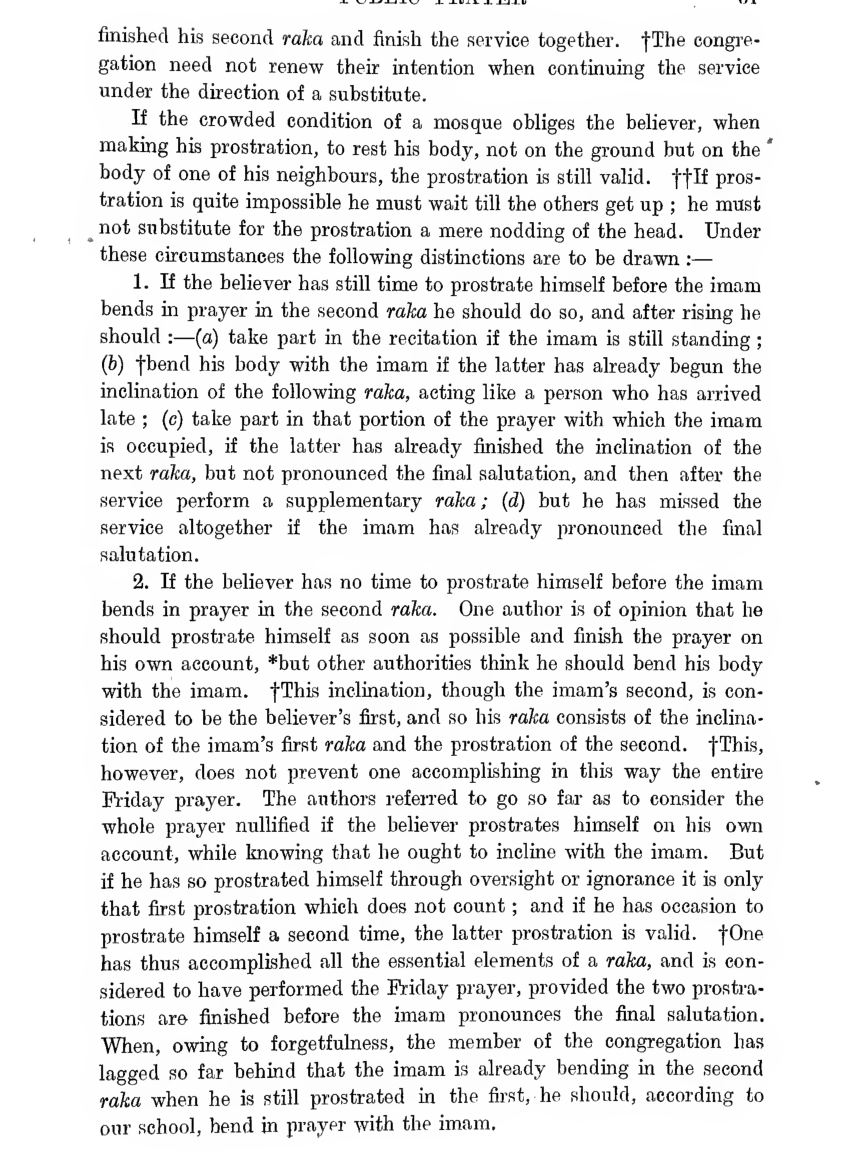 finished his second raka and finish the service together. †The congre-
gation need not renew their intention when continuing the service
under the direction of a substitute.
If the crowded condition of a mosque obliges the believer, when
making his prostration, to rest his body, not on the ground but on the
body of one of his neighbours, the prostration is still valid. ††If pros-
tration is quite impossible he must wait till the others get up ; he must
not substitute for the prostration a mere nodding of the head. Under
these circumstances the following distinctions are to be drawn :—
1. If the believer has still time to prostrate himself before the imam
bends in prayer in the second raka he should do so, and after rising he
should :—(a) take part in the recitation if the imam is still standing ;
(b) †bend his body with the imam if the latter has already begun the
inclination of the following raka, acting like a person who has arrived
late ; (c) take part in that portion of the prayer with which the imam
is occupied, if the latter has already finished the inclination of the
next raka, but not pronounced the final salutation, and then after the
service perform a supplementary raka ; (d) but he has missed the
service altogether if the imam has already pronounced the final
salutation.
2. If the believer has no time to prostrate himself before the imam
bends in prayer in the second raka. One author is of opinion that he
should prostrate himself as soon as possible and finish the prayer on
his own account, *but other authorities think he should bend his body
with the imam. †This inclination, though the imam's second, is con-
sidered to be the believer's first, and so his raka consists of the inclina-
tion of the imam's first raka and the prostration of the second. †This,
however, does not prevent one accomplishing in this way the entire
Friday prayer. The authors referred to go so far as to consider the
whole prayer nullified if the believer prostrates himself on his own
account, while knowing that he ought to incline with the imam. But
if he has so prostrated himself through oversight or ignorance it is only
that first prostration which does not count ; and if he has occasion to
prostrate himself a second time, the latter prostration is valid. †One
has thus accomplished all the essential elements of a raka, and is con-
sidered to have performed the Friday prayer, provided the two prostra-
tions are finished before the imam pronounces the final salutation.
When, owing to forgetfulness, the member of the congregation has
lagged so far behind that the imam is already bending in the second
raka when he is still prostrated in the first, he should, according to
our school, bend in prayer with the imam.